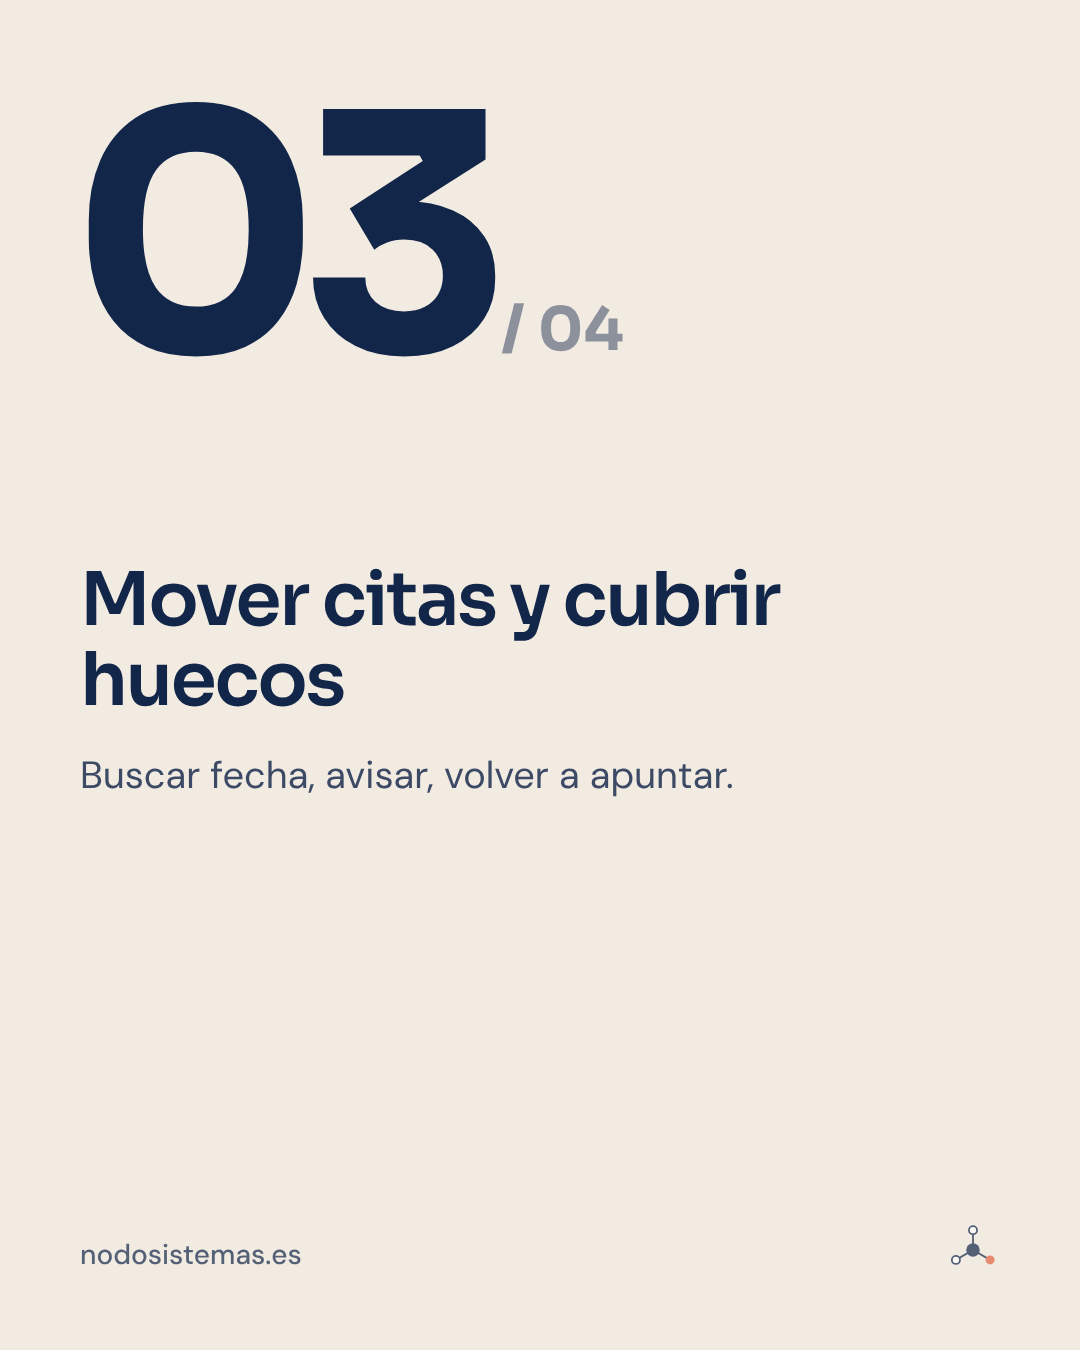 03 / 04
Mover citas y cubrir
huecos
Buscar fecha, avisar, volver a apuntar.
nodosistemas.es